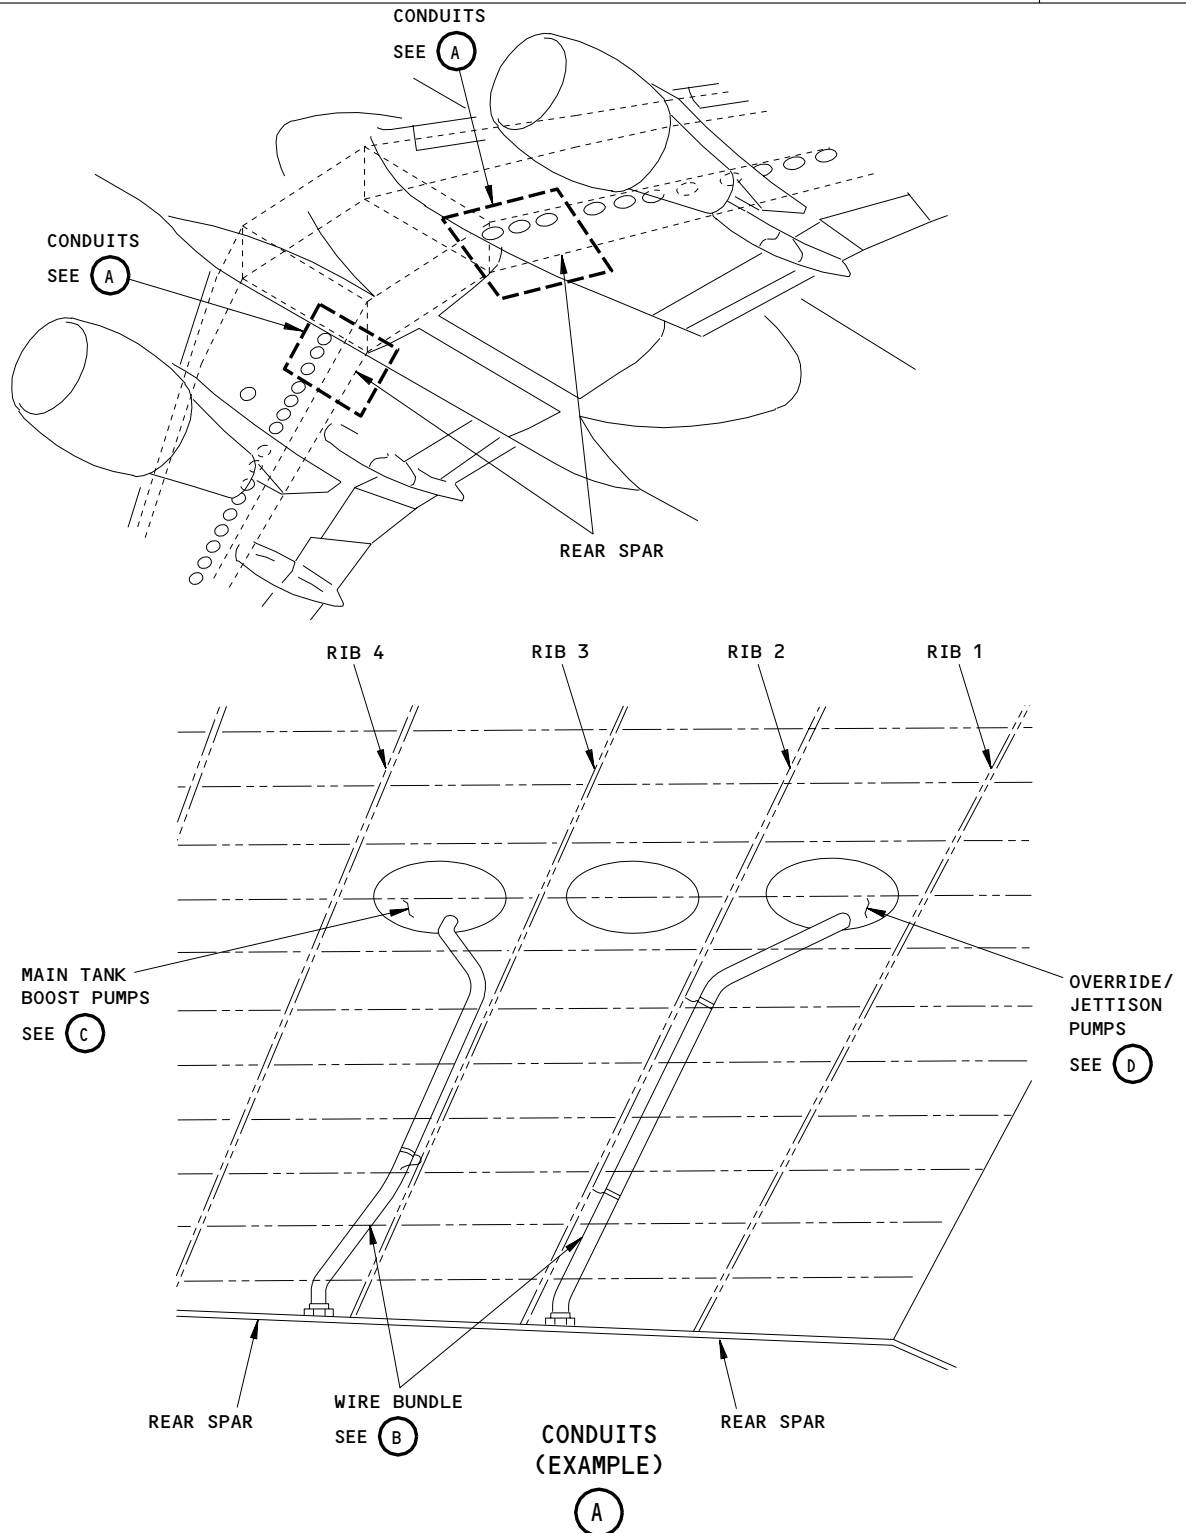 CONDUITS
SEE A
CONDUITS
SEE A
REAR SPAR
RIB 4
RIB 3
RIB 2
RIB 1
MAIN TANK
BOOST PUMPS
SEE C
OVERRIDE/
JETTISON
PUMPS
SEE D
WIRE BUNDLE
SEE B
REAR SPAR
REAR SPAR
CONDUITS
(EXAMPLE)
A